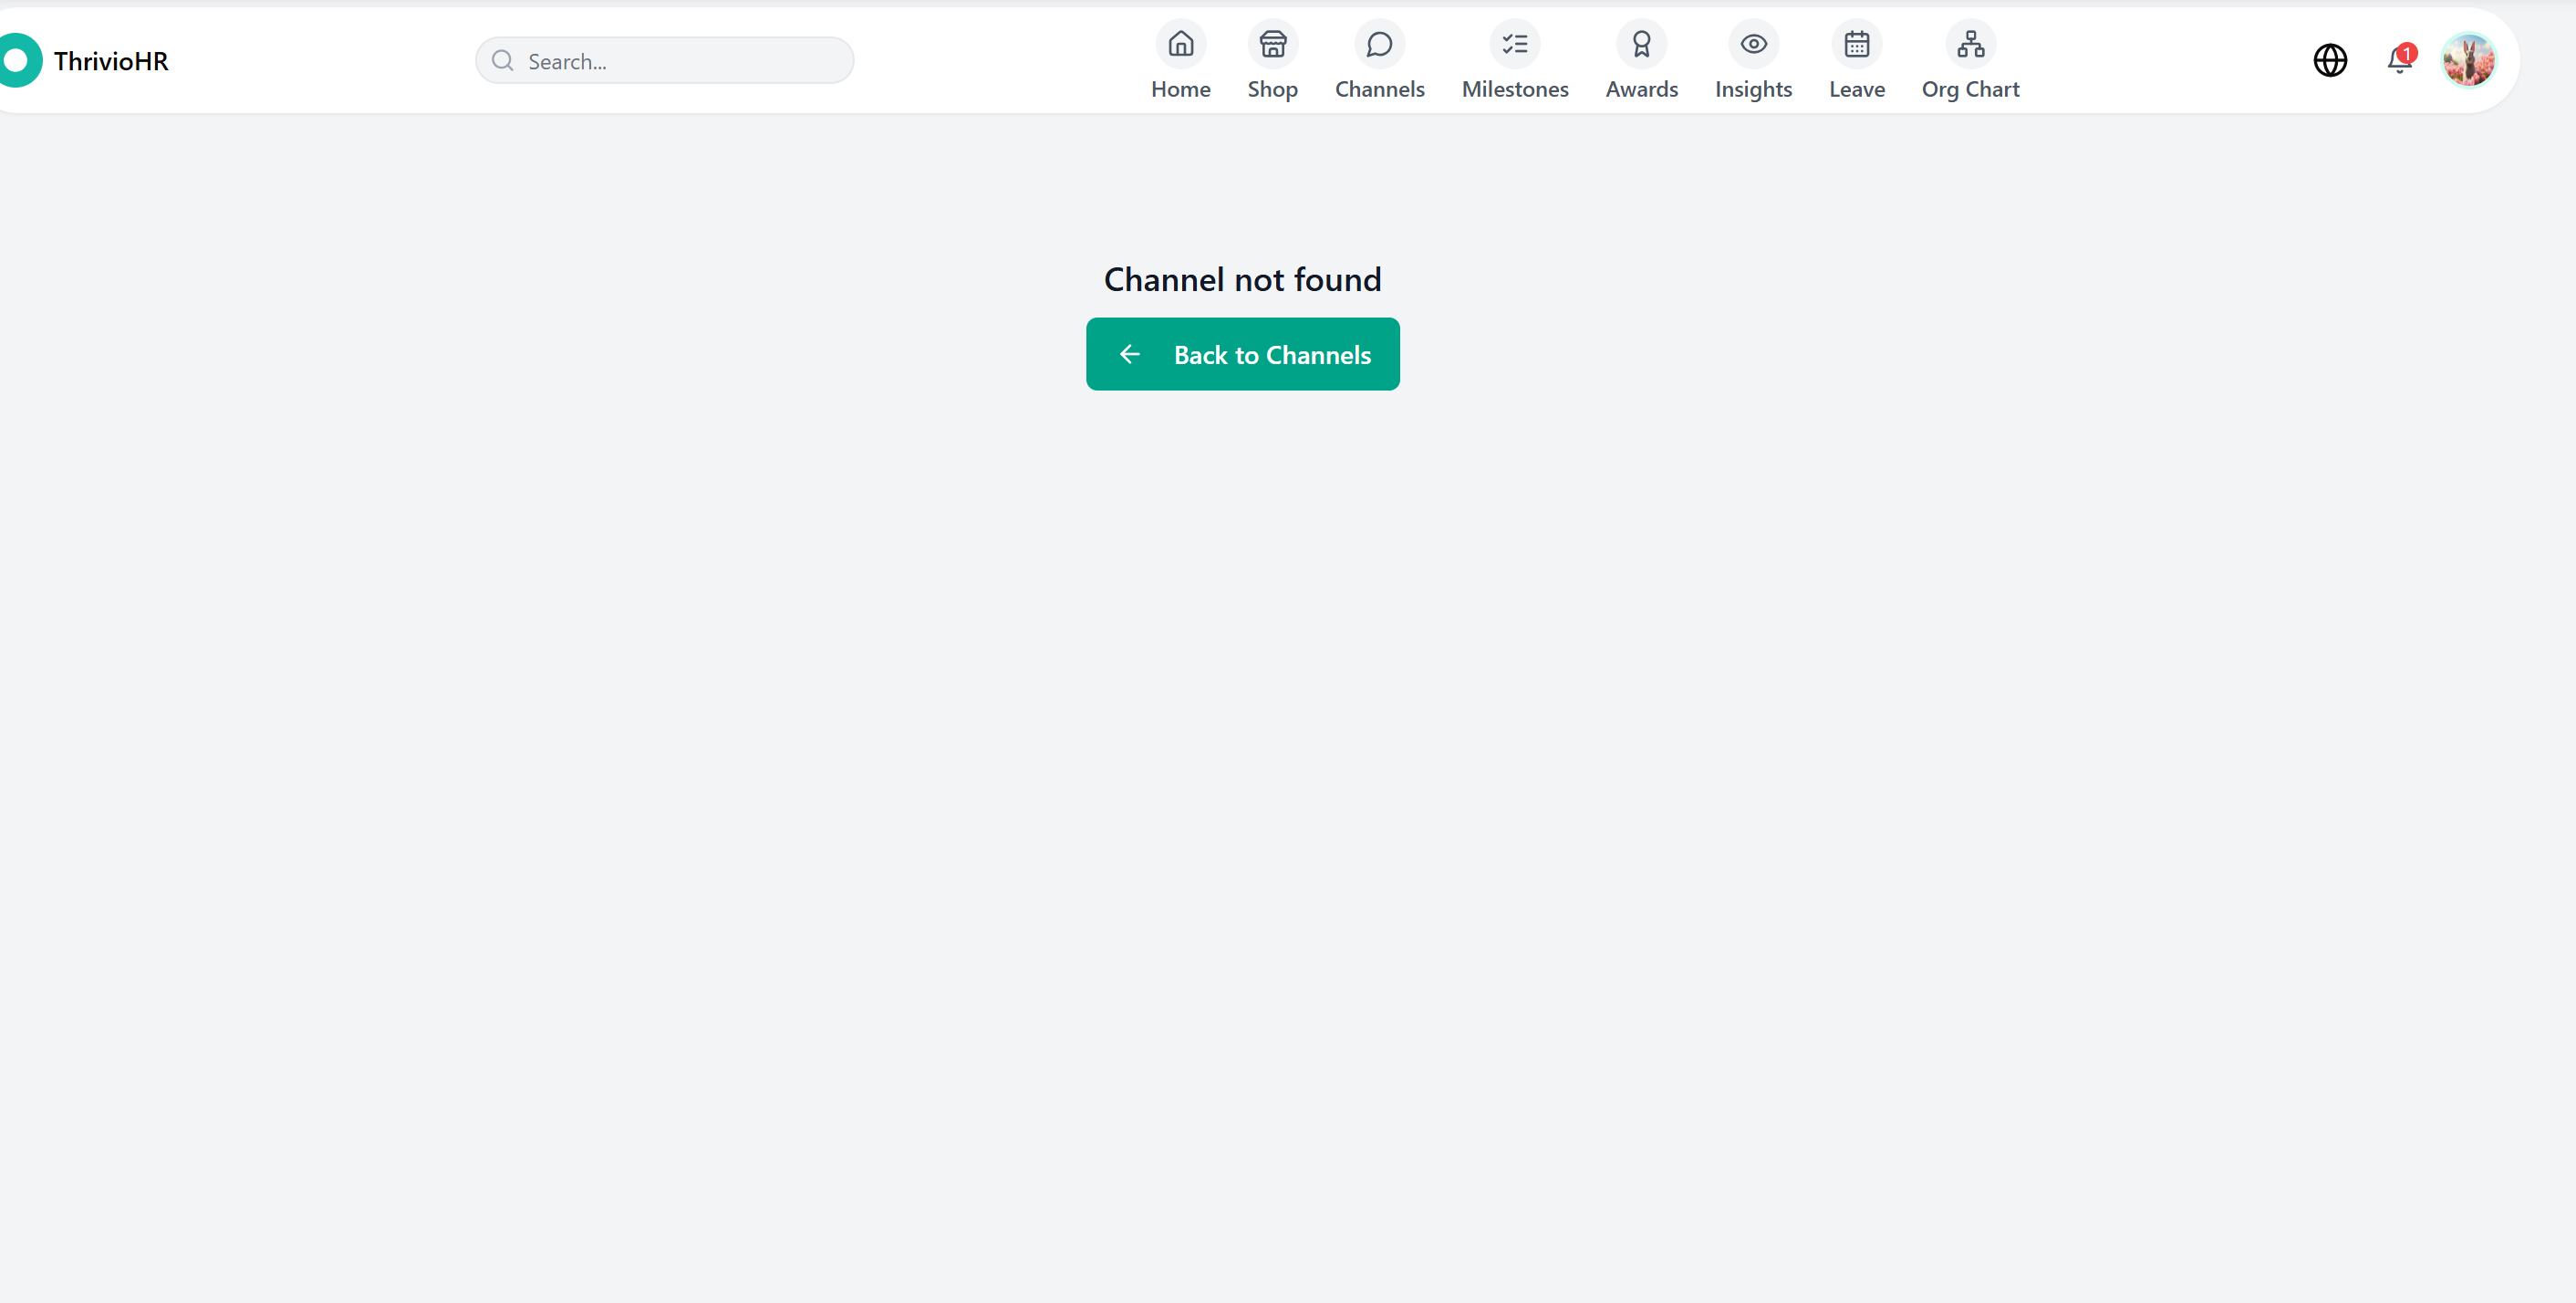 ThrivioHR
Search...
Home
Shop
Channels
Milestones
Awards
Insights
Leave
Org Chart
1
Channel not found
Back to Channels